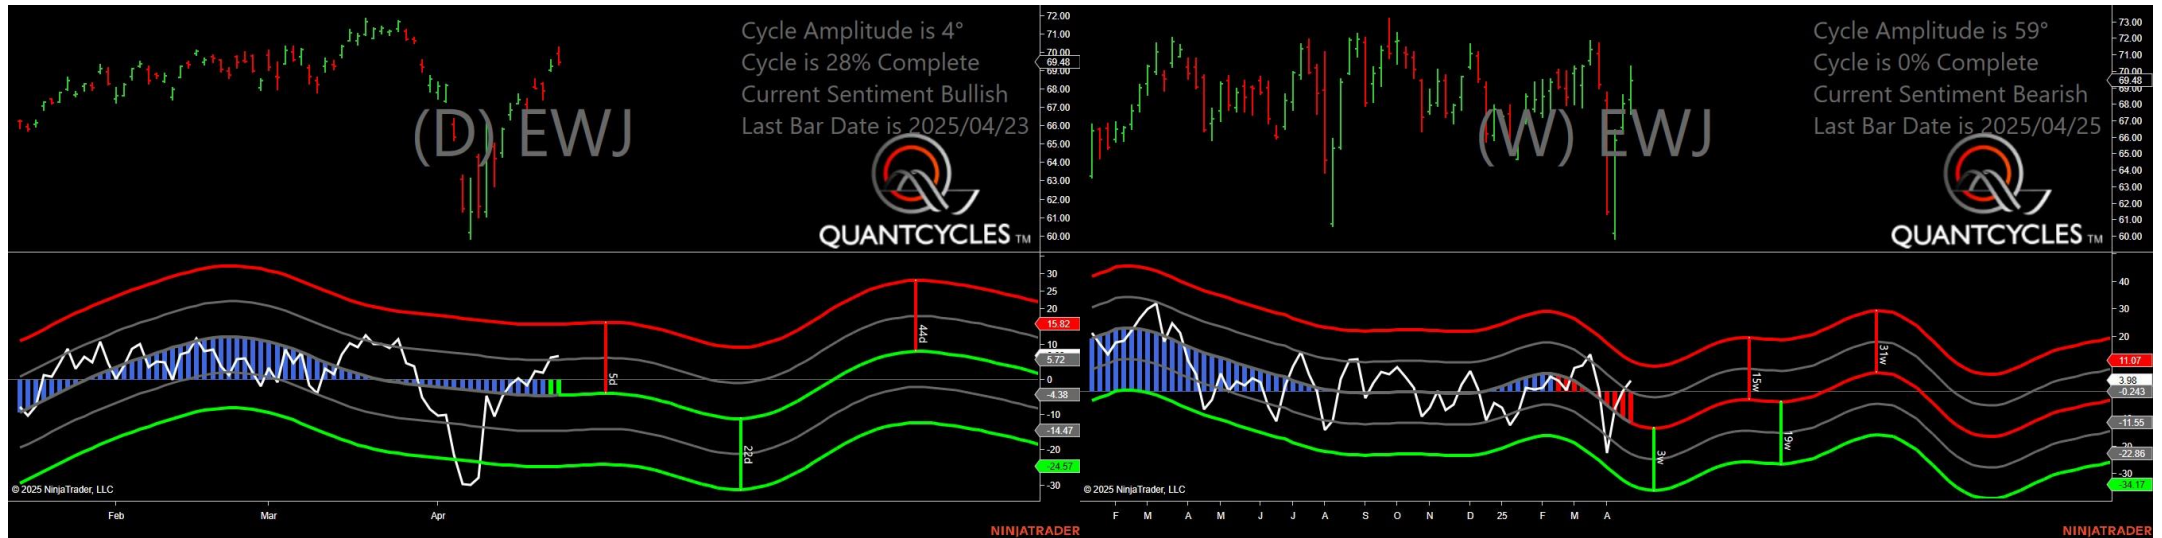 Cycle Amplitude is 4°
Cycle is 28% Complete
Current Sentiment Bullish
Last Bar Date is 2025/04/23
(D) EWJ
QUANTCYCLES TM
72.00
71.00
70.00
69.48
69.00
68.00
67.00
66.00
65.00
64.00
63.00
62.00
61.00
60.00
30
25
20
15.82
10
5.72
0
-4.38
-10
-14.47
-20
-24.57
-30
5d
22d
44d
© 2025 NinjaTrader, LLC
Feb
Mar
Apr
NINJATRADER
Cycle Amplitude is 59°
Cycle is 0% Complete
Current Sentiment Bearish
Last Bar Date is 2025/04/25
(W) EWJ
QUANTCYCLES TM
73.00
72.00
71.00
70.00
69.48
69.00
68.00
67.00
66.00
65.00
64.00
63.00
62.00
61.00
60.00
40
30
20
11.07
3.98
-0.243
-11.55
-20
-22.86
-30
-34.17
3w
15w
19w
31w
© 2025 NinjaTrader, LLC
F
M
A
M
J
J
A
S
O
N
D
25
F
M
A
NINJATRADER